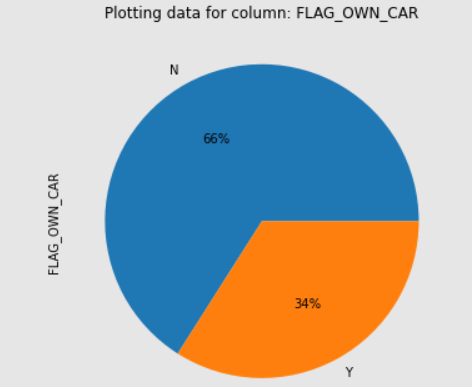 Plotting data for column: FLAG_OWN_CAR
N
66%
FLAG_OWN_CAR
34%
Y